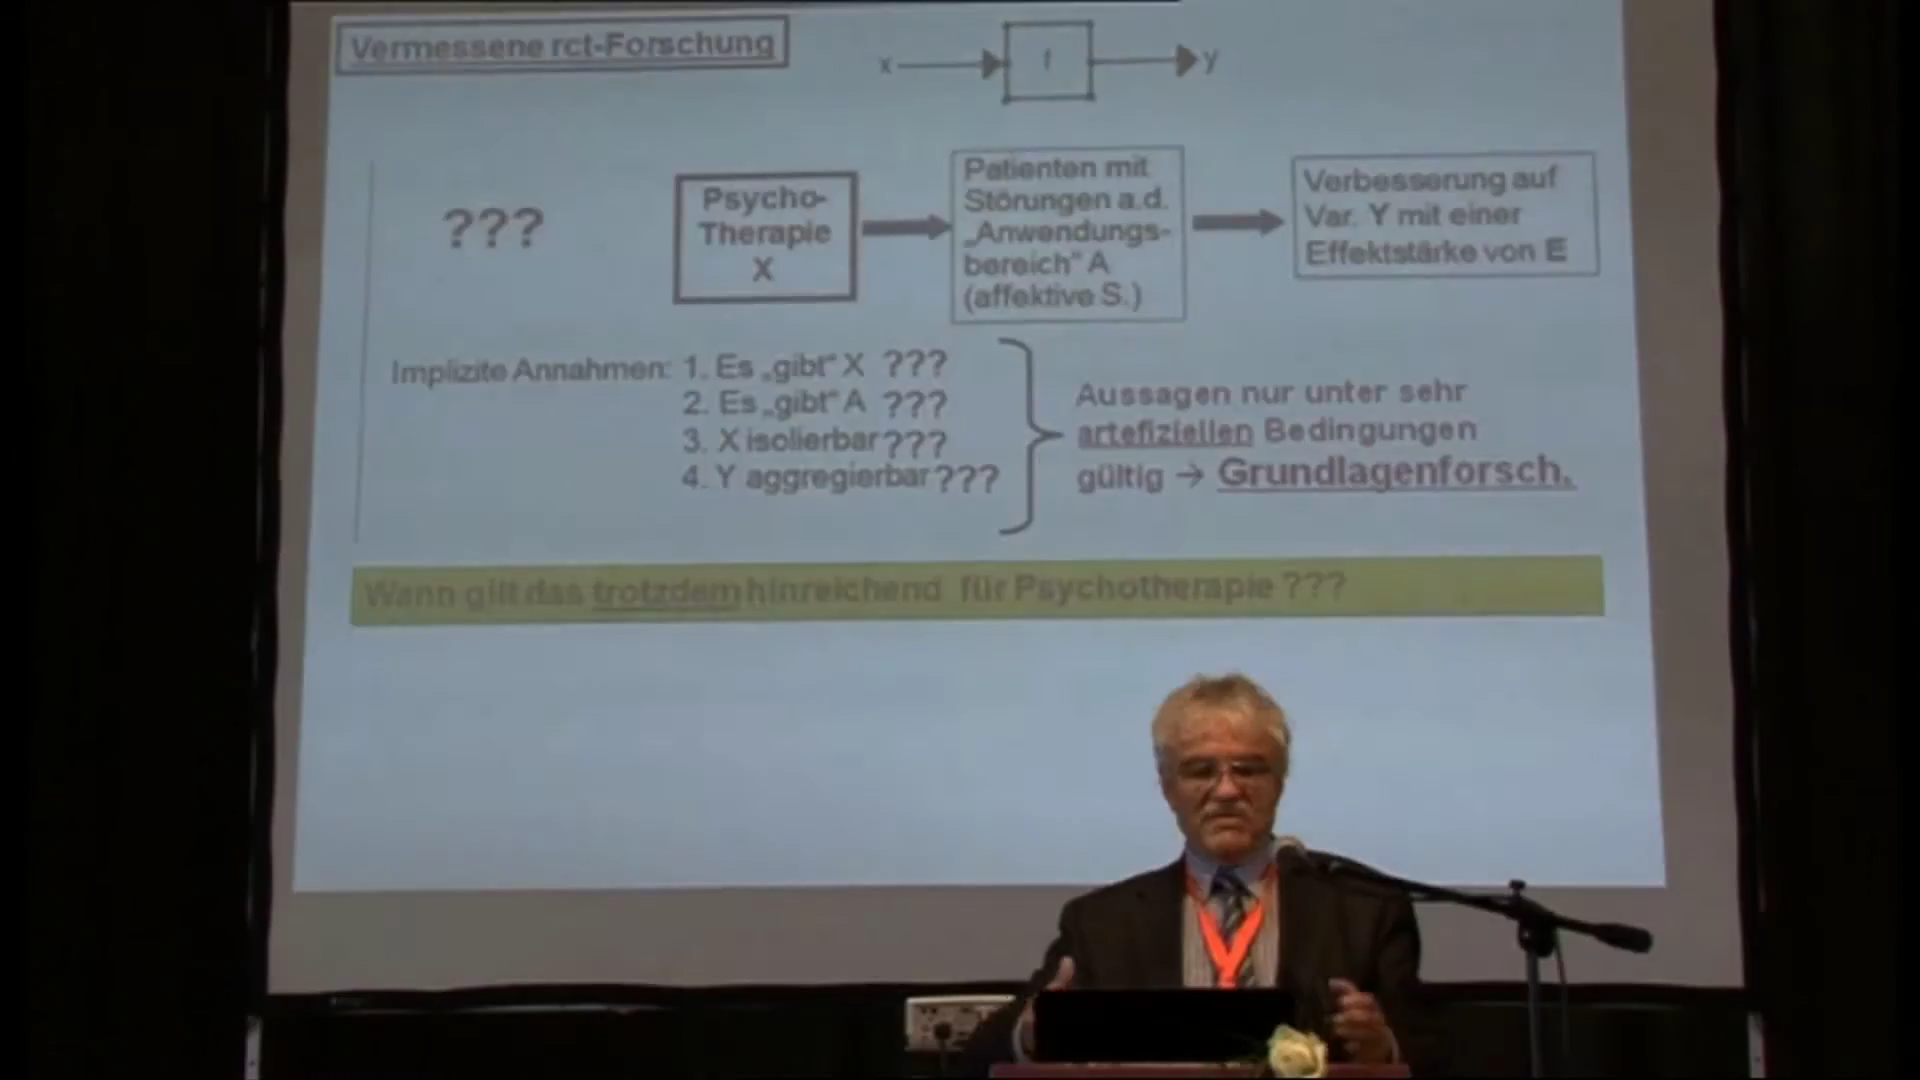 Vermessene rct-Forschung
x f y
???
Psycho-
Therapie
X
Patienten mit
Störungen a.d.
„Anwendungs-
bereich“ A
(affektive S.)
Verbesserung auf
Var. Y mit einer
Effektstärke von E
Implizite Annahmen: 1. Es „gibt“ X ???
2. Es „gibt“ A ???
3. X isolierbar ???
4. Y aggregierbar ???
Aussagen nur unter sehr
artefiziellen Bedingungen
gültig → Grundlagenforsch.
Wann gilt das trotzdem hinreichend für Psychotherapie ???